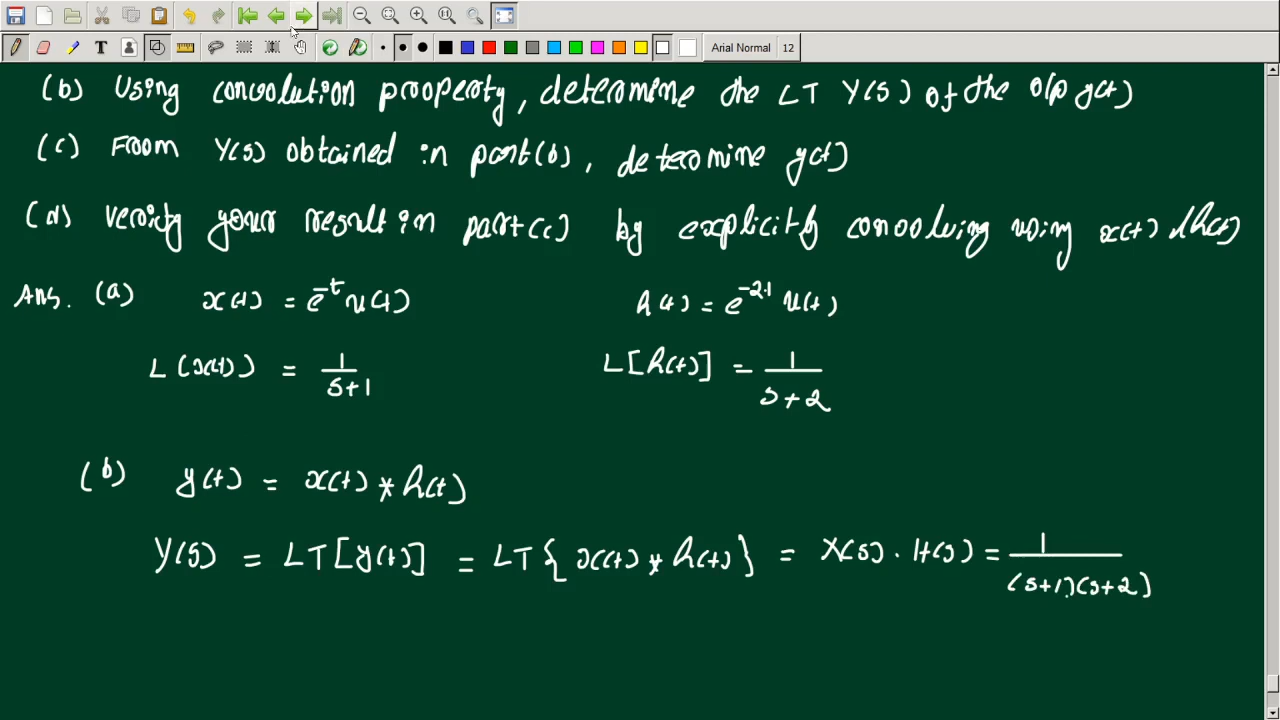 Arial Normal 12
(b) Using convolution property, determine the LT Y(s) of the o/p y(t)
(c) From Y(s) obtained in part(b), determine y(t)
(d) Verify your result in part(c) by explicitly convolving using x(t) & h(t)
Ans. (a) x(t) = e^-t u(t) h(t) = e^-2t u(t)
L(x(t)) = 1/(s+1) L[h(t)] = 1/(s+2)
(b) y(t) = x(t) * h(t)
Y(s) = LT[y(t)] = LT{x(t) * h(t)} = X(s) . H(s) = 1/((s+1)(s+2))